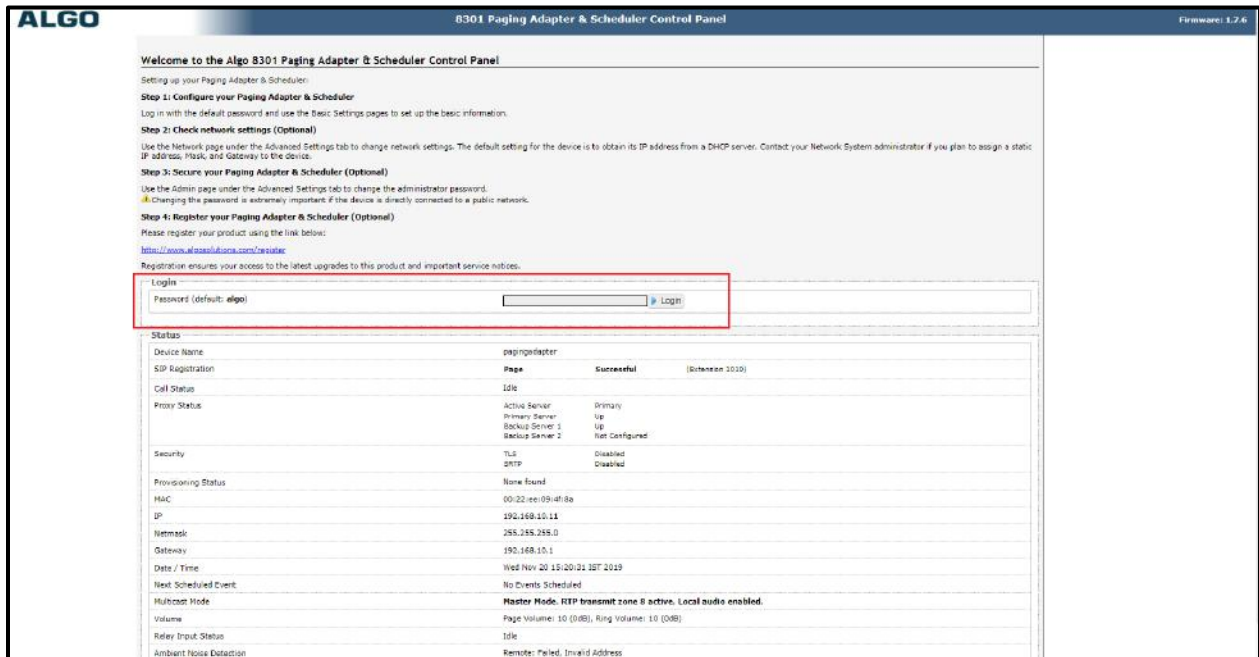 ALGO
8301 Paging Adapter & Scheduler Control Panel
Firmware: 1.7.6
Welcome to the Algo 8301 Paging Adapter & Scheduler Control Panel
Setting up your Paging Adapter & Scheduler:
Step 1: Configure your Paging Adapter & Scheduler
Log in with the default password and use the Basic Settings pages to set up the basic information.
Step 2: Check network settings (Optional)
Use the Network page under the Advanced Settings tab to change network settings. The default setting for the device is to obtain its IP address from a DHCP server. Contact your Network System administrator if you plan to assign a static
IP address, Mask, and Gateway to the device.
Step 3: Secure your Paging Adapter & Scheduler (Optional)
Use the Admin page under the Advanced Settings tab to change the administrator password.
Changing the password is extremely important if the device is directly connected to a public network.
Step 4: Register your Paging Adapter & Scheduler (Optional)
Please register your product using the link below:
http://www.algosolutions.com/register
Registration ensures your access to the latest upgrades to this product and important service notices.
Login
Password (default: algo) Login
Status
Device Name pagingadapter
SIP Registration Page Successful (Extension 2010)
Call Status Idle
Proxy Status Active Server Primary
Primary Server Up
Backup Server 1 Up
Backup Server 2 Not Configured
Security TLS Disabled
SRTP Disabled
Provisioning Status None found
MAC 00:22:ee:09:4f:8a
IP 192.168.10.11
Netmask 255.255.255.0
Gateway 192.168.10.1
Date / Time Wed Nov 20 15:20:31 IST 2019
Next Scheduled Event No Events Scheduled
Multicast Mode Master Mode. RTP transmit zone 8 active. Local audio enabled.
Volume Page Volume: 10 (0dB), Ring Volume: 10 (0dB)
Relay Input Status Idle
Ambient Noise Detection Remote: Failed, Invalid Address